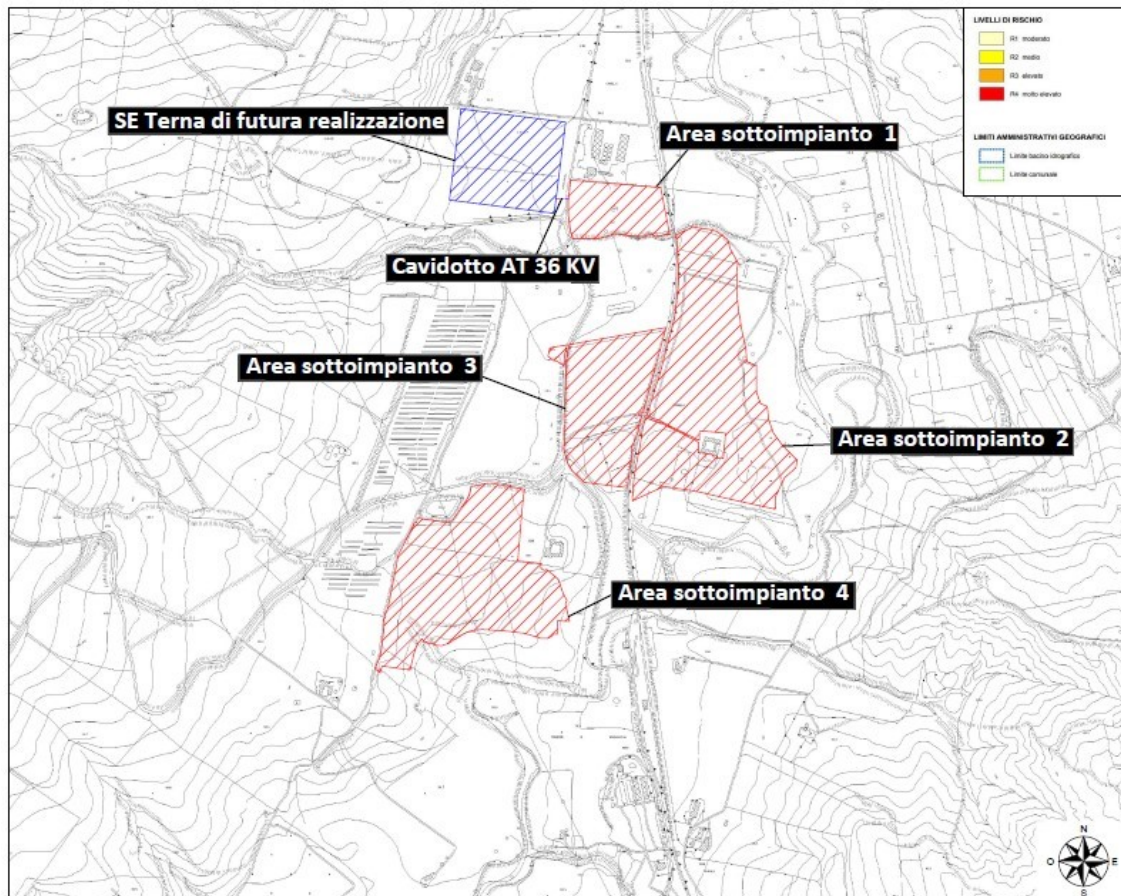 LIVELLI DI RISCHIO
R1 moderato
R2 medio
R3 elevato
R4 molto elevato
LIMITI AMMINISTRATIVI GEOGRAFICI
Limite bacino idrografico
Limite comunale
SE Terna di futura realizzazione
Area sottoimpianto 1
Cavidotto AT 36 KV
Area sottoimpianto 3
Area sottoimpianto 2
Area sottoimpianto 4
N
O
E
S